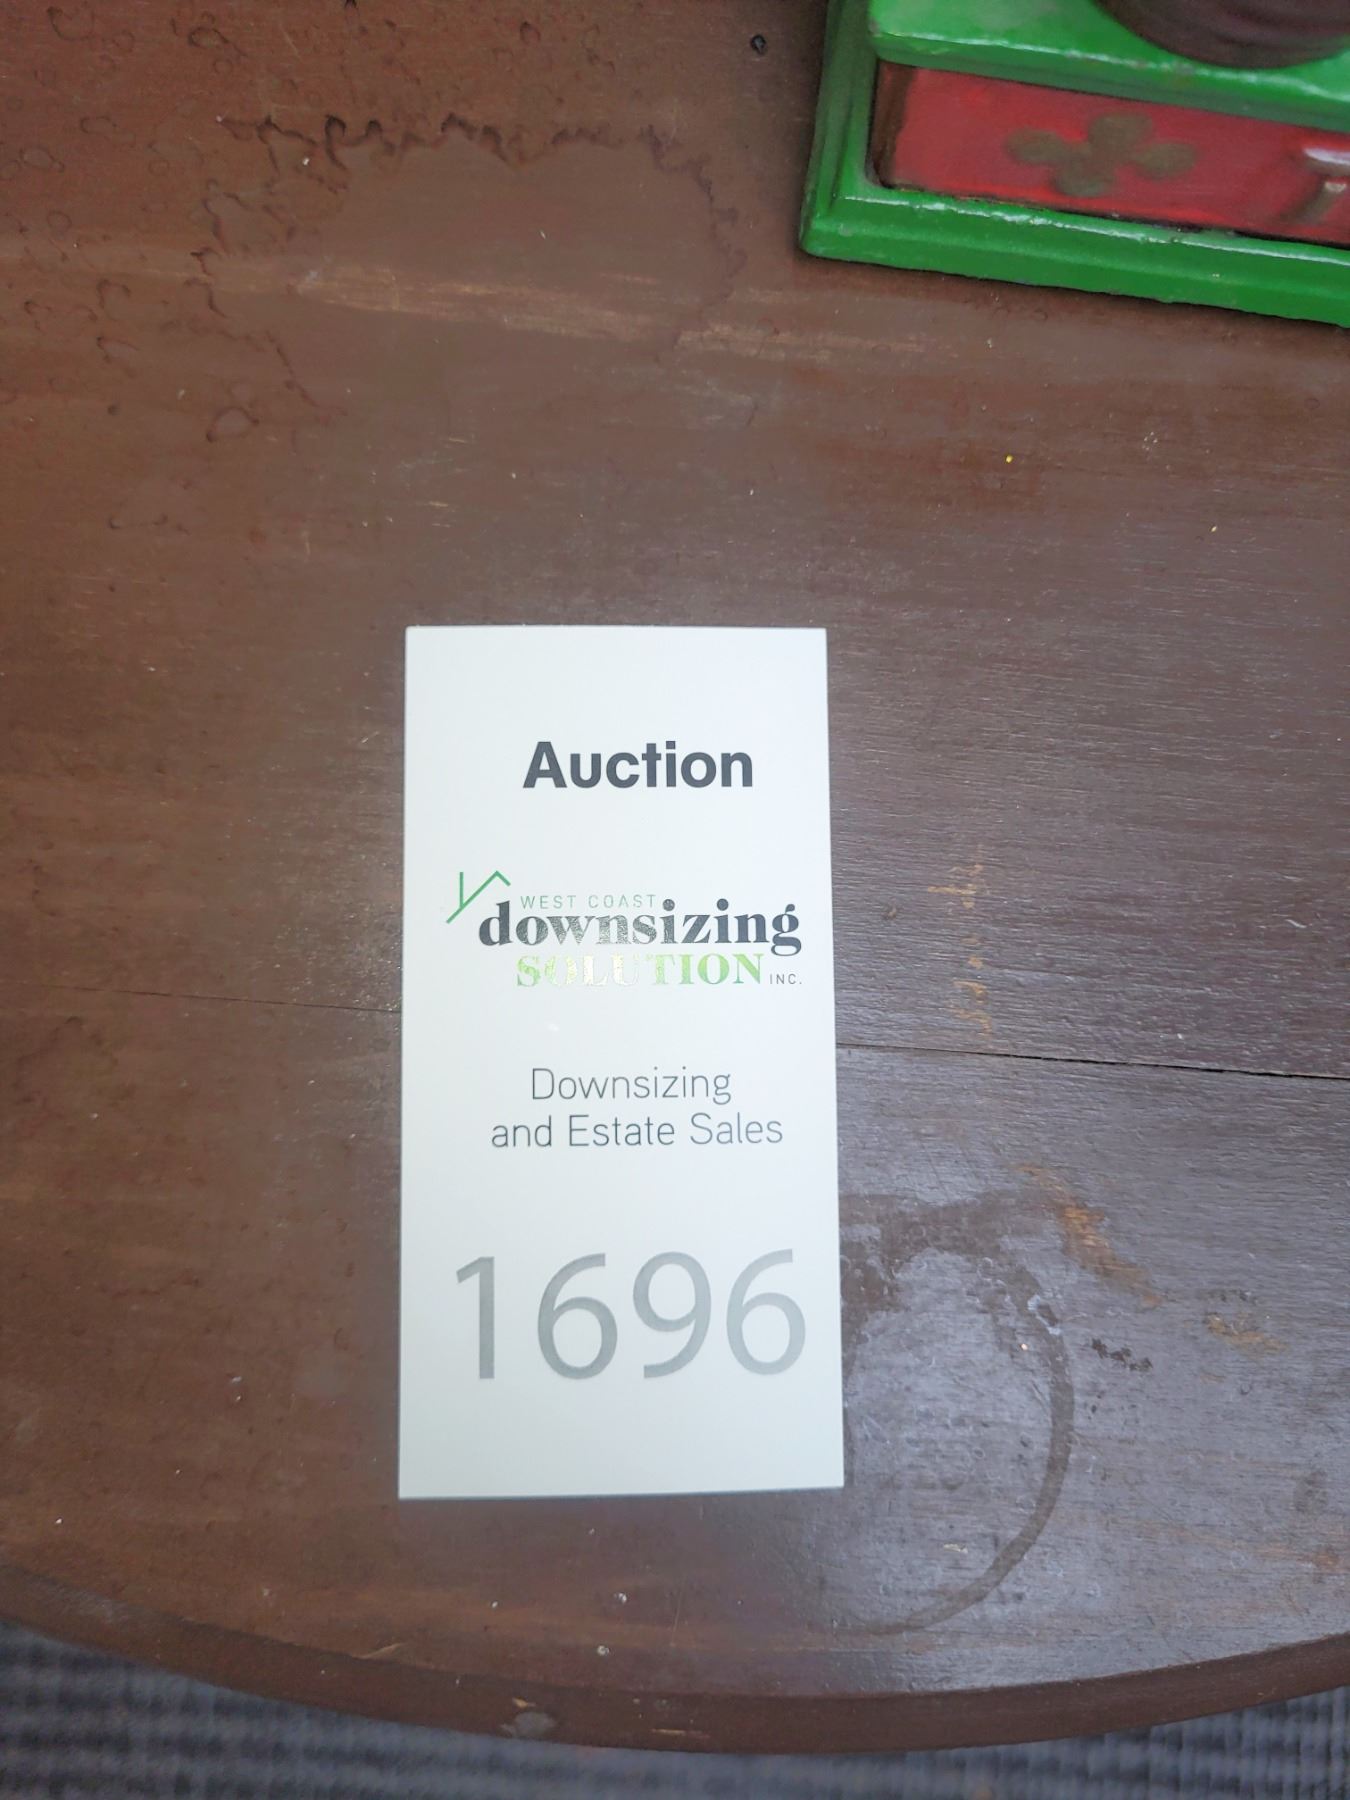 Auction
WEST COAST
downsizing
SOLUTION INC.
Downsizing
and Estate Sales
1696